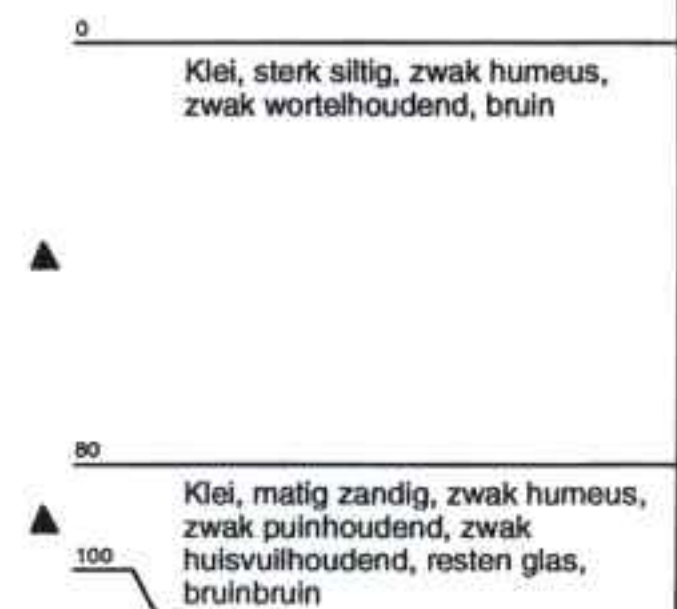 0
Klei, sterk siltig, zwak humeus,
zwak wortelhoudend, bruin
80
Klei, matig zandig, zwak humeus,
zwak puinhoudend, zwak
100
huisvuilhoudend, resten glas,
bruinbruin